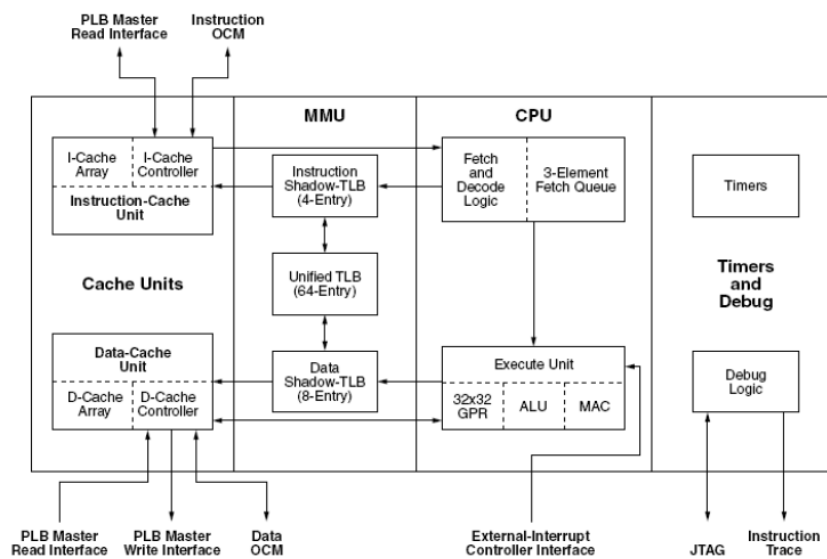 PLB Master
Read Interface
Instruction
OCM
MMU
CPU
I-Cache
Array
I-Cache
Controller
Instruction-Cache
Unit
Instruction
Shadow-TLB
(4-Entry)
Fetch
and
Decode
Logic
3-Element
Fetch Queue
Timers
Cache Units
Unified TLB
(64-Entry)
Timers
and
Debug
Data-Cache
Unit
D-Cache
Array
D-Cache
Controller
Data
Shadow-TLB
(8-Entry)
Execute Unit
32x32
GPR
ALU
MAC
Debug
Logic
PLB Master
Read Interface
PLB Master
Write Interface
Data
OCM
External-Interrupt
Controller Interface
JTAG
Instruction
Trace